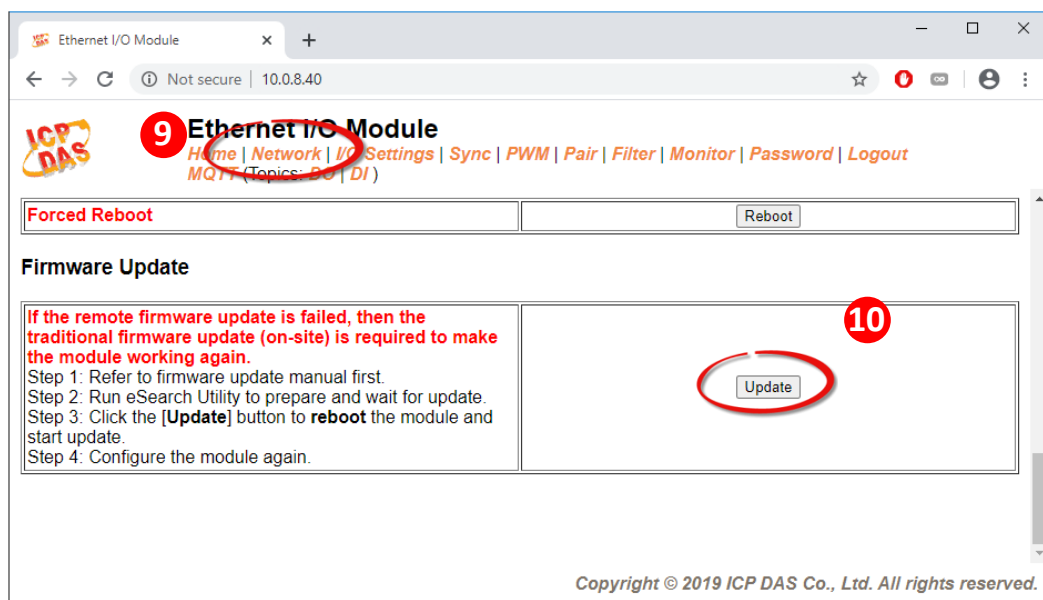 Ethernet I/O Module
Not secure | 10.0.8.40
ICP DAS
9
Ethernet I/O Module
Home | Network | I/O Settings | Sync | PWM | Pair | Filter | Monitor | Password | Logout
MQTT (Topics: DO | DI )
Forced Reboot
Reboot
Firmware Update
If the remote firmware update is failed, then the
traditional firmware update (on-site) is required to make
the module working again.
Step 1: Refer to firmware update manual first.
Step 2: Run eSearch Utility to prepare and wait for update.
Step 3: Click the [Update] button to reboot the module and
start update.
Step 4: Configure the module again.
10
Update
Copyright © 2019 ICP DAS Co., Ltd. All rights reserved.